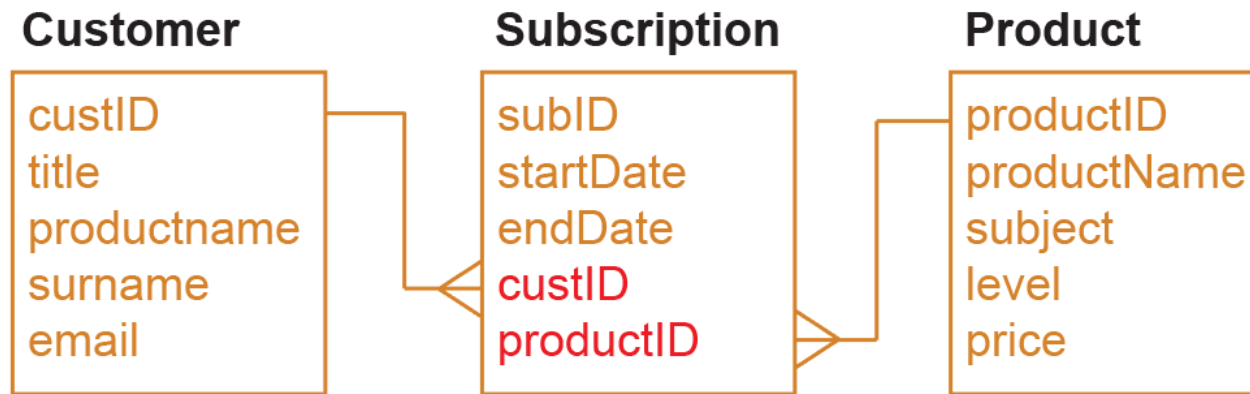 Customer
custID
title
productname
surname
email
Subscription
subID
startDate
endDate
custID
productID
Product
productID
productName
subject
level
price